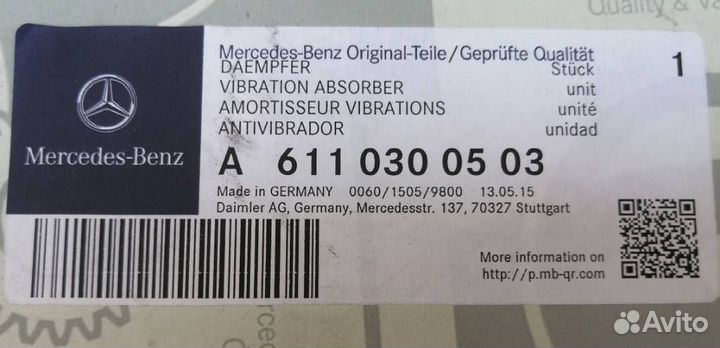 Quality &
Mercedes-Benz Original-Teile/Geprüfte Qualität
DAEMPFER Stück 1
VIBRATION ABSORBER unit
AMORTISSEUR VIBRATIONS unité
ANTIVIBRADOR unidad
Mercedes-Benz
A 611 030 05 03
Made in GERMANY 0060/1505/9800 13.05.15
Daimler AG, Germany, Mercedesstr. 137, 70327 Stuttgart
More information on
http://p.mb-qr.com
Avito